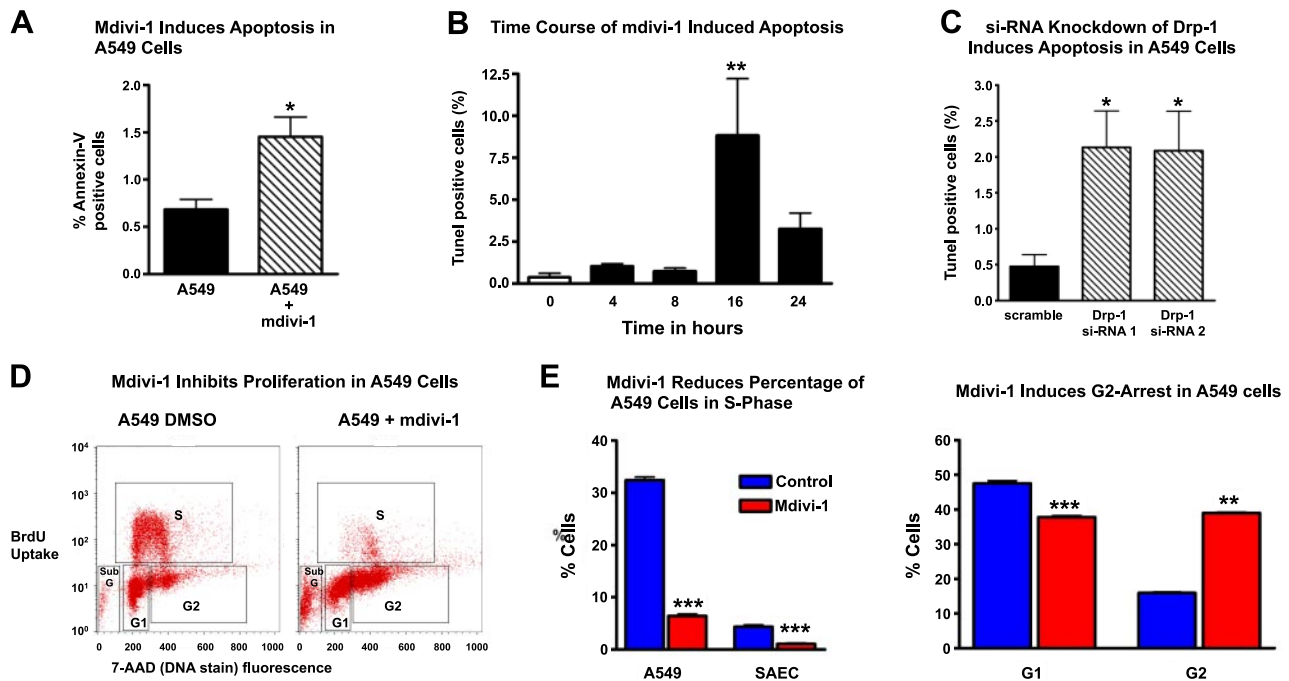 A
Mdivi-1 Induces Apoptosis in
A549 Cells
% Annexin-V
positive cells
2.0
1.5
1.0
0.5
0.0
*
A549
A549
+
mdivi-1
B
Time Course of mdivi-1 Induced Apoptosis
Tunel positive cells (%)
12.5
10.0
7.5
5.0
2.5
0.0
**
0 4 8 16 24
Time in hours
C
si-RNA Knockdown of Drp-1
Induces Apoptosis in A549 Cells
Tunel positive cells (%)
3.0
2.5
2.0
1.5
1.0
0.5
0.0
* *
scramble
Drp-1
si-RNA 1
Drp-1
si-RNA 2
D
Mdivi-1 Inhibits Proliferation in A549 Cells
A549 DMSO
A549 + mdivi-1
BrdU
Uptake
10⁴
10³
10²
10¹
10⁰
S
Sub
G
G1
G2
0 200 400 600 800 1000
S
Sub
G
G1
G2
0 200 400 600 800 1000
7-AAD (DNA stain) fluorescence
E
Mdivi-1 Reduces Percentage of
A549 Cells in S-Phase
%
% Cells
40
30
20
10
0
Control
Mdivi-1
*** ***
A549 SAEC
Mdivi-1 Induces G2-Arrest in A549 cells
% Cells
60
50
40
30
20
10
0
*** **
G1 G2